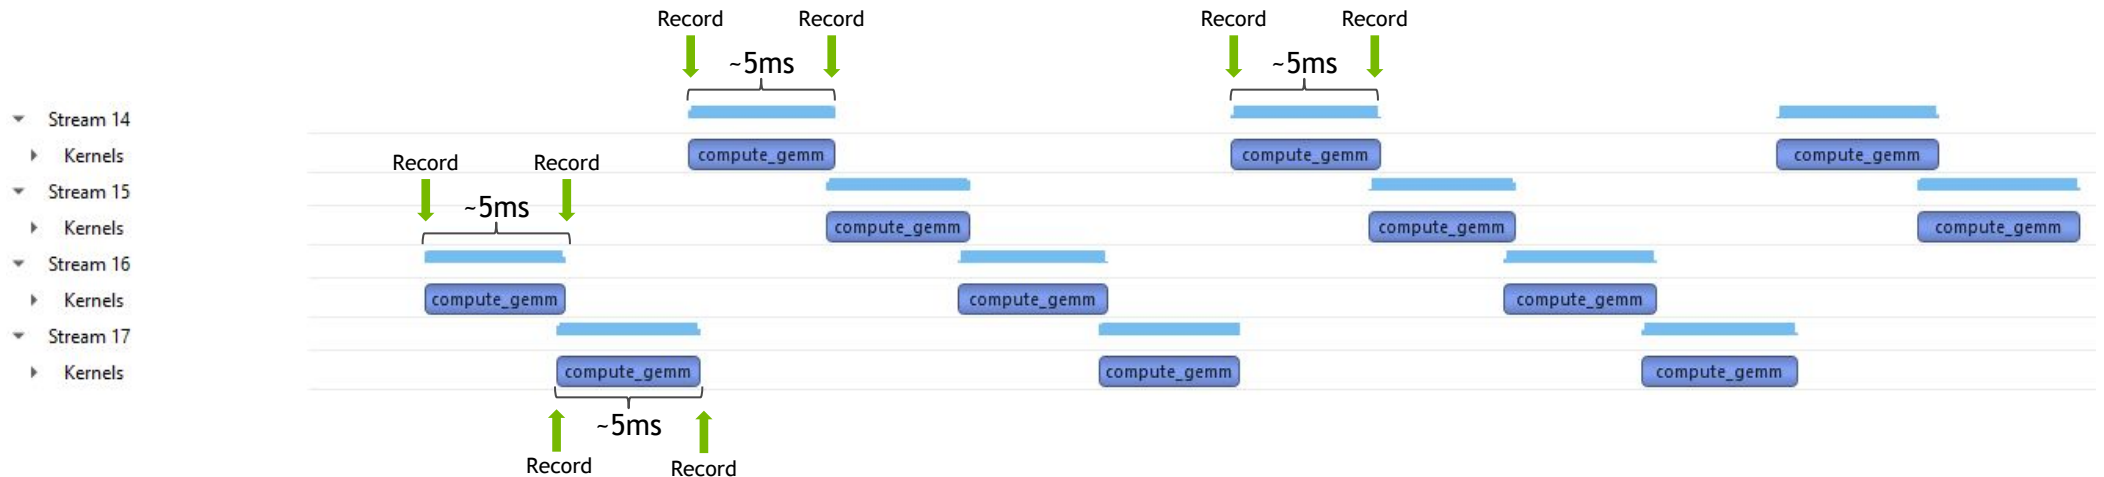 Record Record Record Record
~5ms ~5ms
Stream 14
Kernels compute_gemm compute_gemm compute_gemm
Record Record
Stream 15
~5ms
Kernels compute_gemm compute_gemm compute_gemm
Stream 16
Kernels compute_gemm compute_gemm compute_gemm
Stream 17
Kernels compute_gemm compute_gemm compute_gemm
~5ms
Record Record